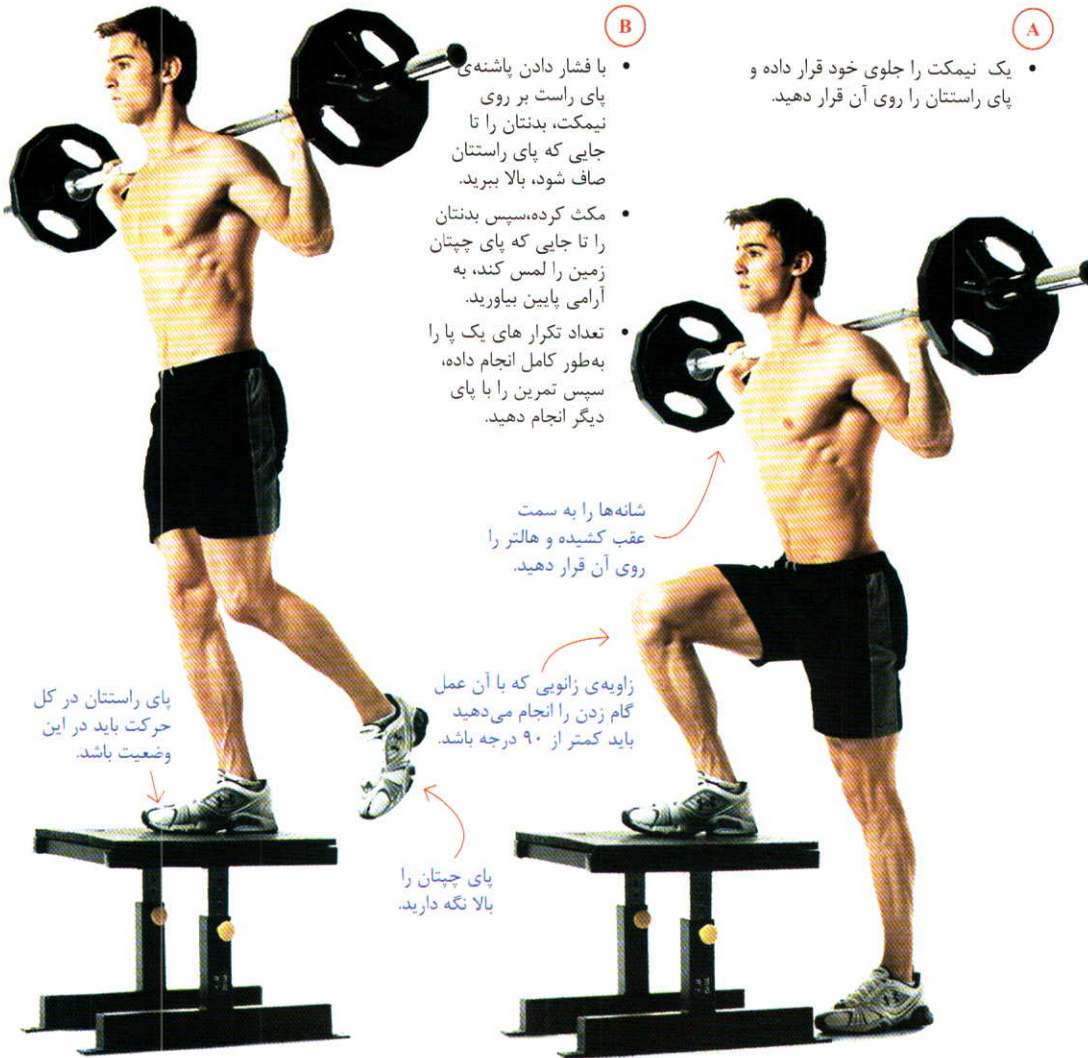 A
• یک نیمکت را جلوی خود قرار داده و
پای راستتان را روی آن قرار دهید.
B
• با فشار دادن پاشنه‌ی
پای راست بر روی
نیمکت، بدنتان را تا
جایی که پای راستتان
صاف شود، بالا ببرید.
• مکث کرده،سپس بدنتان
را تا جایی که پای چپتان
زمین را لمس کند، به
آرامی پایین بیاورید.
• تعداد تکرار های یک پا را
به‌طور کامل انجام داده،
سپس تمرین را با پای
دیگر انجام دهید.
شانه‌ها را به سمت
عقب کشیده و هالتر را
روی آن قرار دهید.
زاویه‌ی زانویی که با آن عمل
گام زدن را انجام می‌دهید
باید کمتر از ۹۰ درجه باشد.
پای راستتان در کل
حرکت باید در این
وضعیت باشد.
پای چپتان را
بالا نگه دارید.